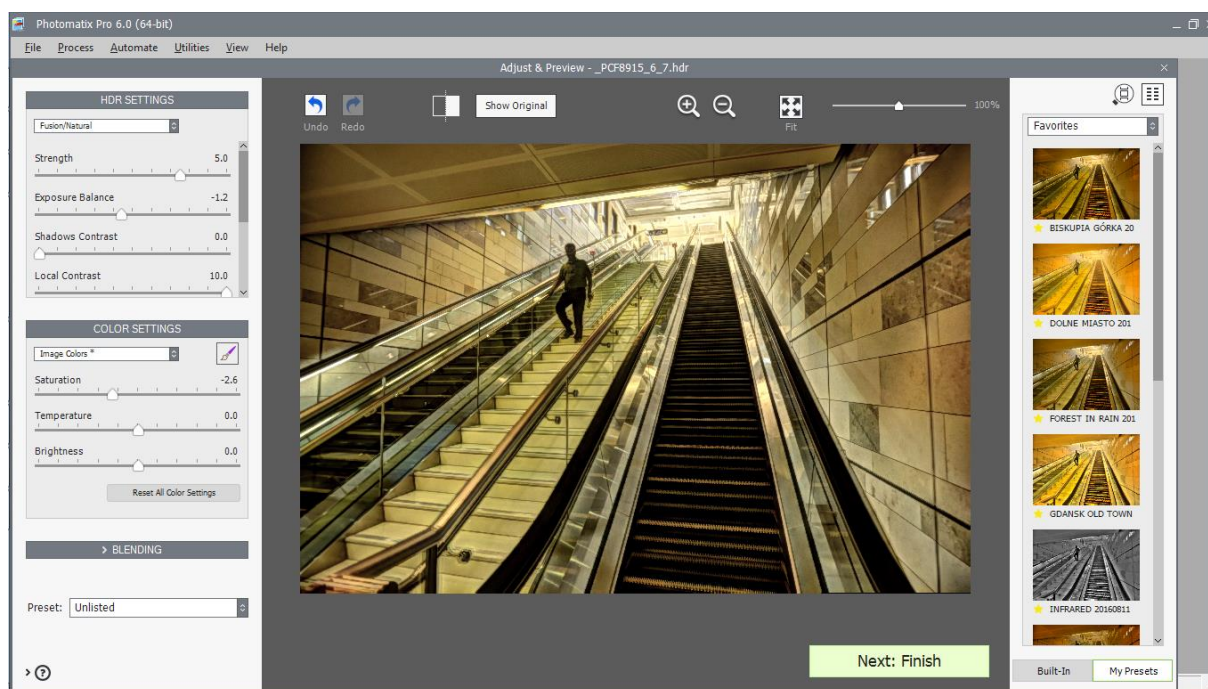 Photomatix Pro 6.0 (64-bit)
File Process Automate Utilities View Help
Adjust & Preview - _PCF8915_6_7.hdr
HDR SETTINGS
Fusion/Natural
Strength 5.0
Exposure Balance -1.2
Shadows Contrast 0.0
Local Contrast 10.0
COLOR SETTINGS
Image Colors *
Saturation -2.6
Temperature 0.0
Brightness 0.0
Reset All Color Settings
> BLENDING
Preset: Unlisted
> ?
Undo Redo
Show Original
Fit
100%
Next: Finish
Favorites
BISKUPIA GÓRKA 20
DOLNE MIASTO 201
FOREST IN RAIN 201
GDANSK OLD TOWN
INFRARED 20160811
Built-In My Presets